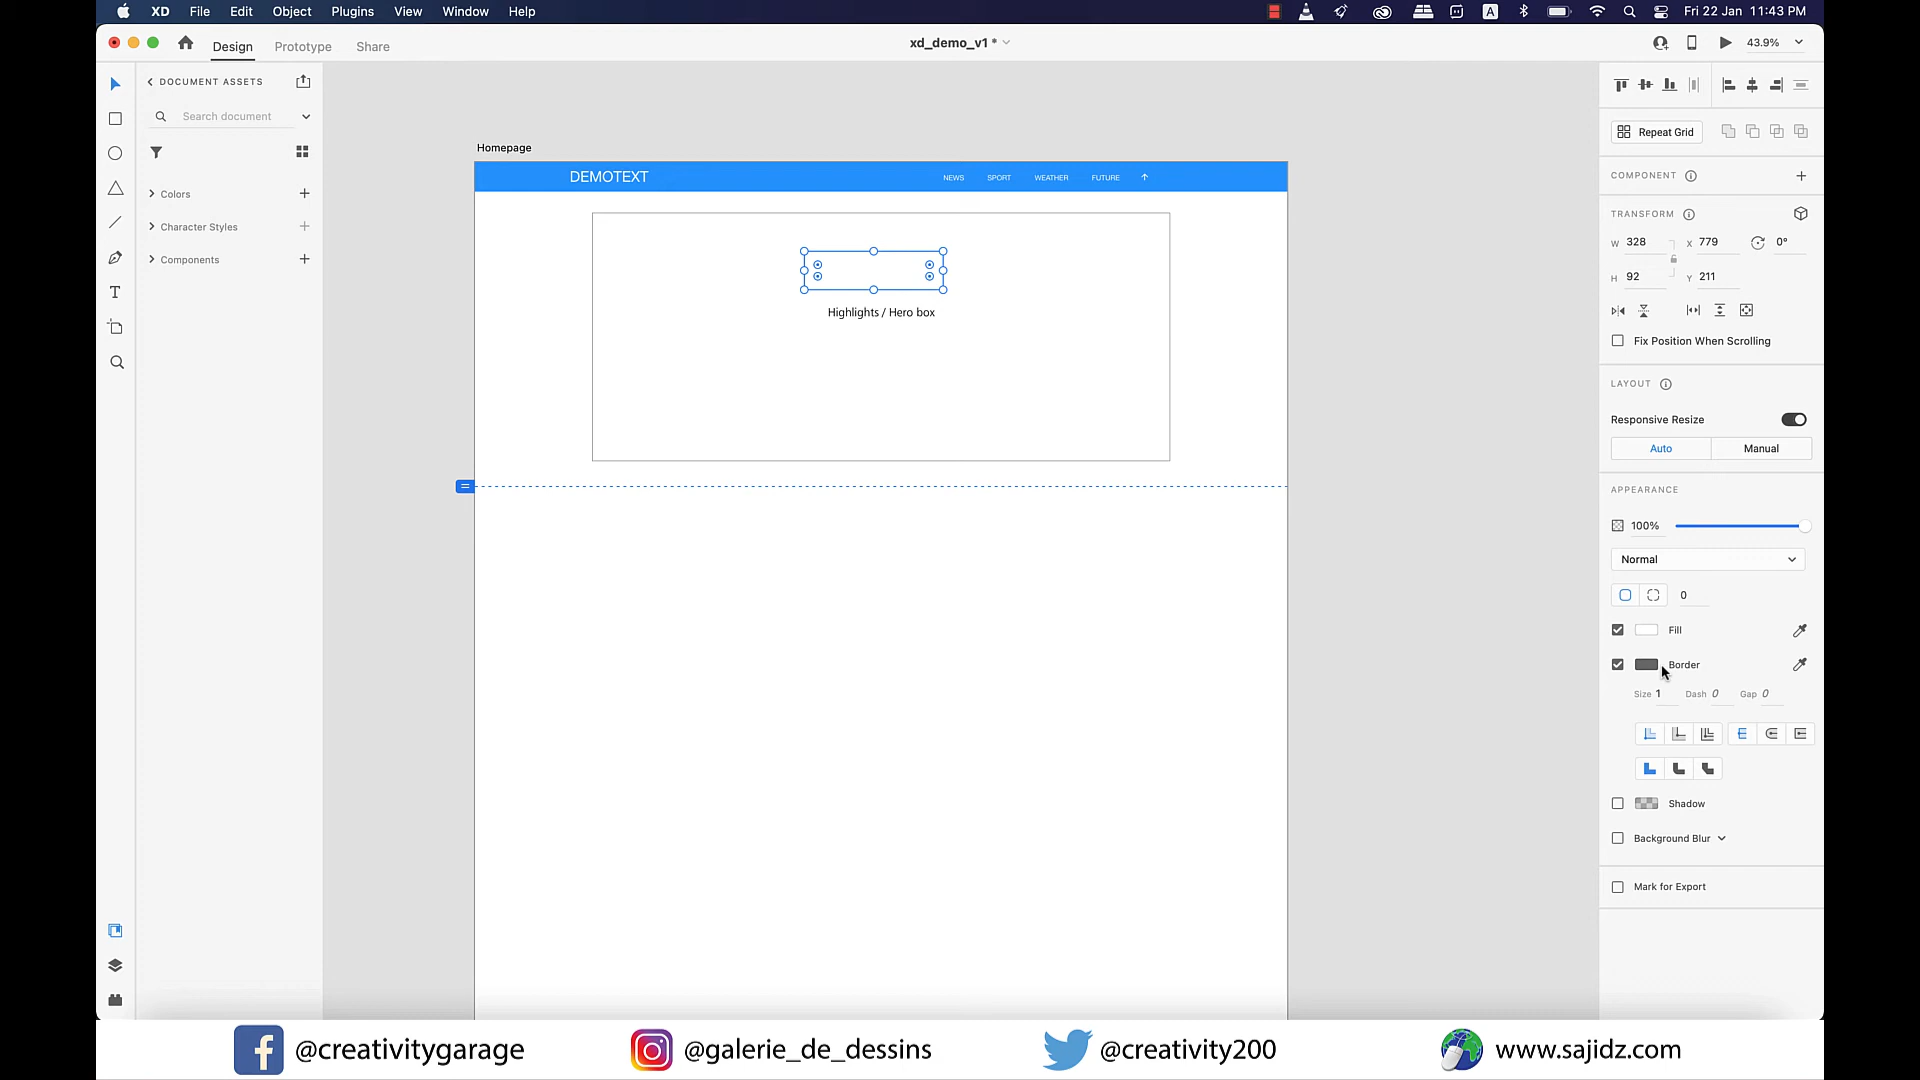 XD File Edit Object Plugins View Window Help
A Fri 22 Jan 11:43 PM
Design Prototype Share
xd_demo_v1 *
43.9%
DOCUMENT ASSETS
Search document
Colors
Character Styles
Components
T
Homepage
DEMOTEXT NEWS SPORT WEATHER FUTURE
Highlights / Hero box
Repeat Grid
COMPONENT
TRANSFORM
W 328 X 779 0°
H 92 Y 211
Fix Position When Scrolling
LAYOUT
Responsive Resize
Auto Manual
APPEARANCE
100%
Normal
0
Fill
Border
Size 1 Dash 0 Gap 0
Shadow
Background Blur
Mark for Export
@creativitygarage @galerie_de_dessins @creativity200 www.sajidz.com